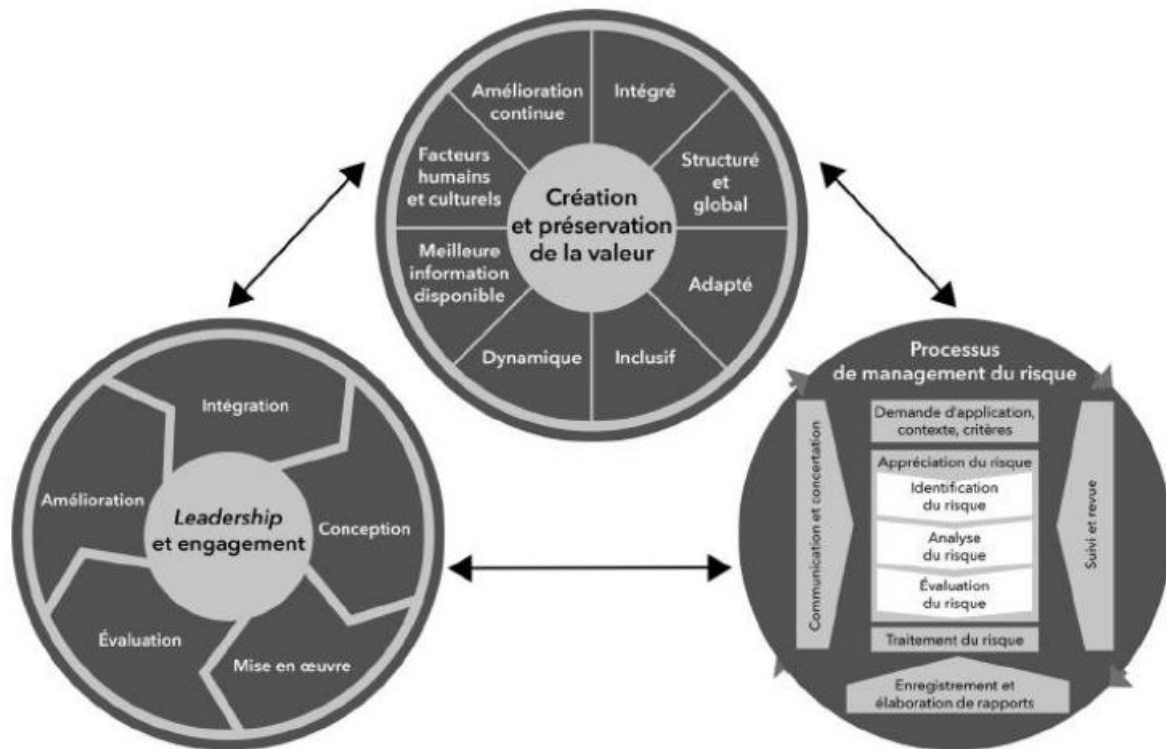 Amélioration
continue
Intégré
Facteurs
humains
et culturels
Structuré
et
global
Création
et préservation
de la valeur
Meilleure
information
disponible
Adapté
Dynamique
Inclusif
Intégration
Amélioration
Leadership
et engagement
Conception
Évaluation
Mise en œuvre
Processus
de management du risque
Demande d'application,
contexte, critères
Communication et concertation
Appréciation du risque
Identification
du risque
Analyse
du risque
Évaluation
du risque
Suivi et revue
Traitement du risque
Enregistrement et
élaboration de rapports